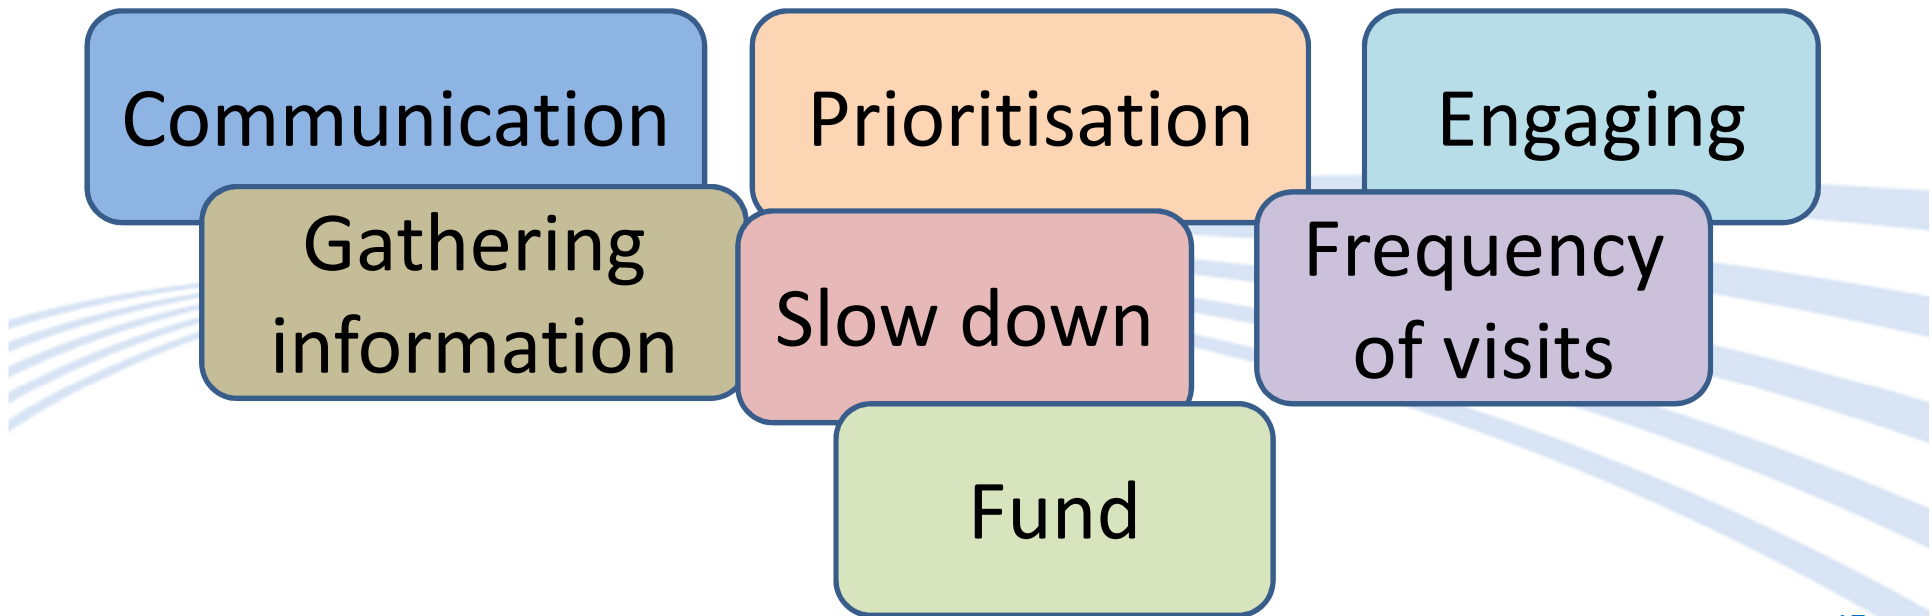 Communication
Prioritisation
Engaging
Gathering
information
Slow down
Frequency
of visits
Fund